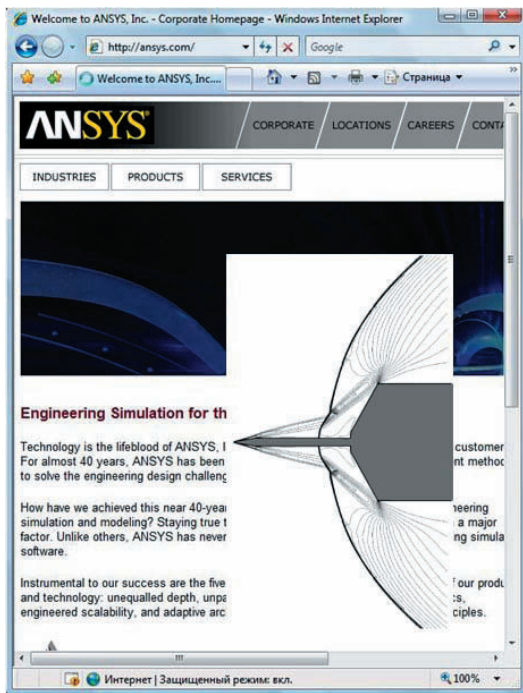 Welcome to ANSYS, Inc. - Corporate Homepage - Windows Internet Explorer
http://ansys.com/
Google
Welcome to ANSYS, Inc....
Страница
ANSYS
CORPORATE
LOCATIONS
CAREERS
CONTA
INDUSTRIES
PRODUCTS
SERVICES
Engineering Simulation for th
Technology is the lifeblood of ANSYS, I customer
For almost 40 years, ANSYS has been nt method
to solve the engineering design challeng
How have we achieved this near 40-year neering
simulation and modeling? Staying true t a major
factor. Unlike others, ANSYS has never ng simula
software.
Instrumental to our success are the five f our produ
and technology: unequalled depth, unpa cs,
engineered scalability, and adaptive arc ciples.
Интернет | Защищенный режим: вкл.
100%